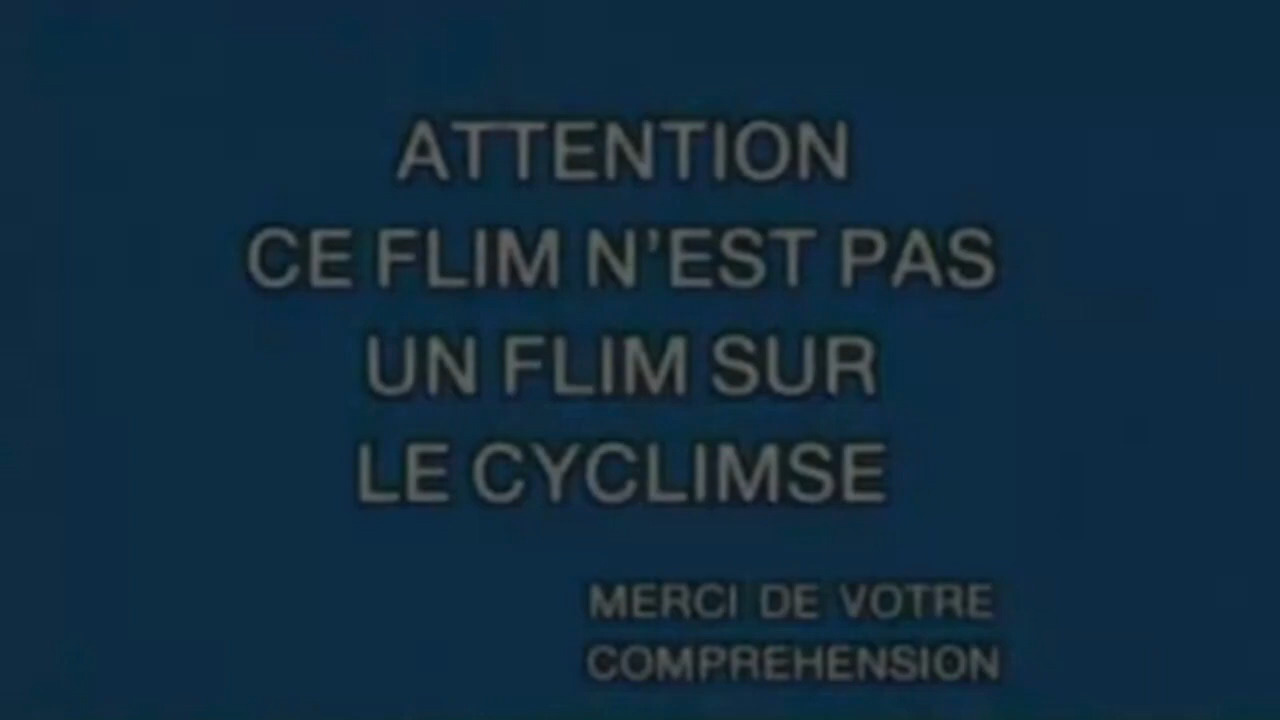 ATTENTION
CE FLIM N'EST PAS
UN FLIM SUR
LE CYCLIMSE
MERCI DE VOTRE
COMPREHENSION